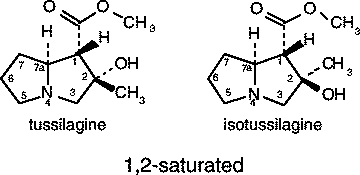 O
O
CH3
O
O
CH3
H
H
H
H
7
7a
1
OH
7
7a
1
CH3
6
2
6
2
5
N
4
3
CH3
5
N
4
3
OH
tussilagine
isotussilagine
1,2-saturated